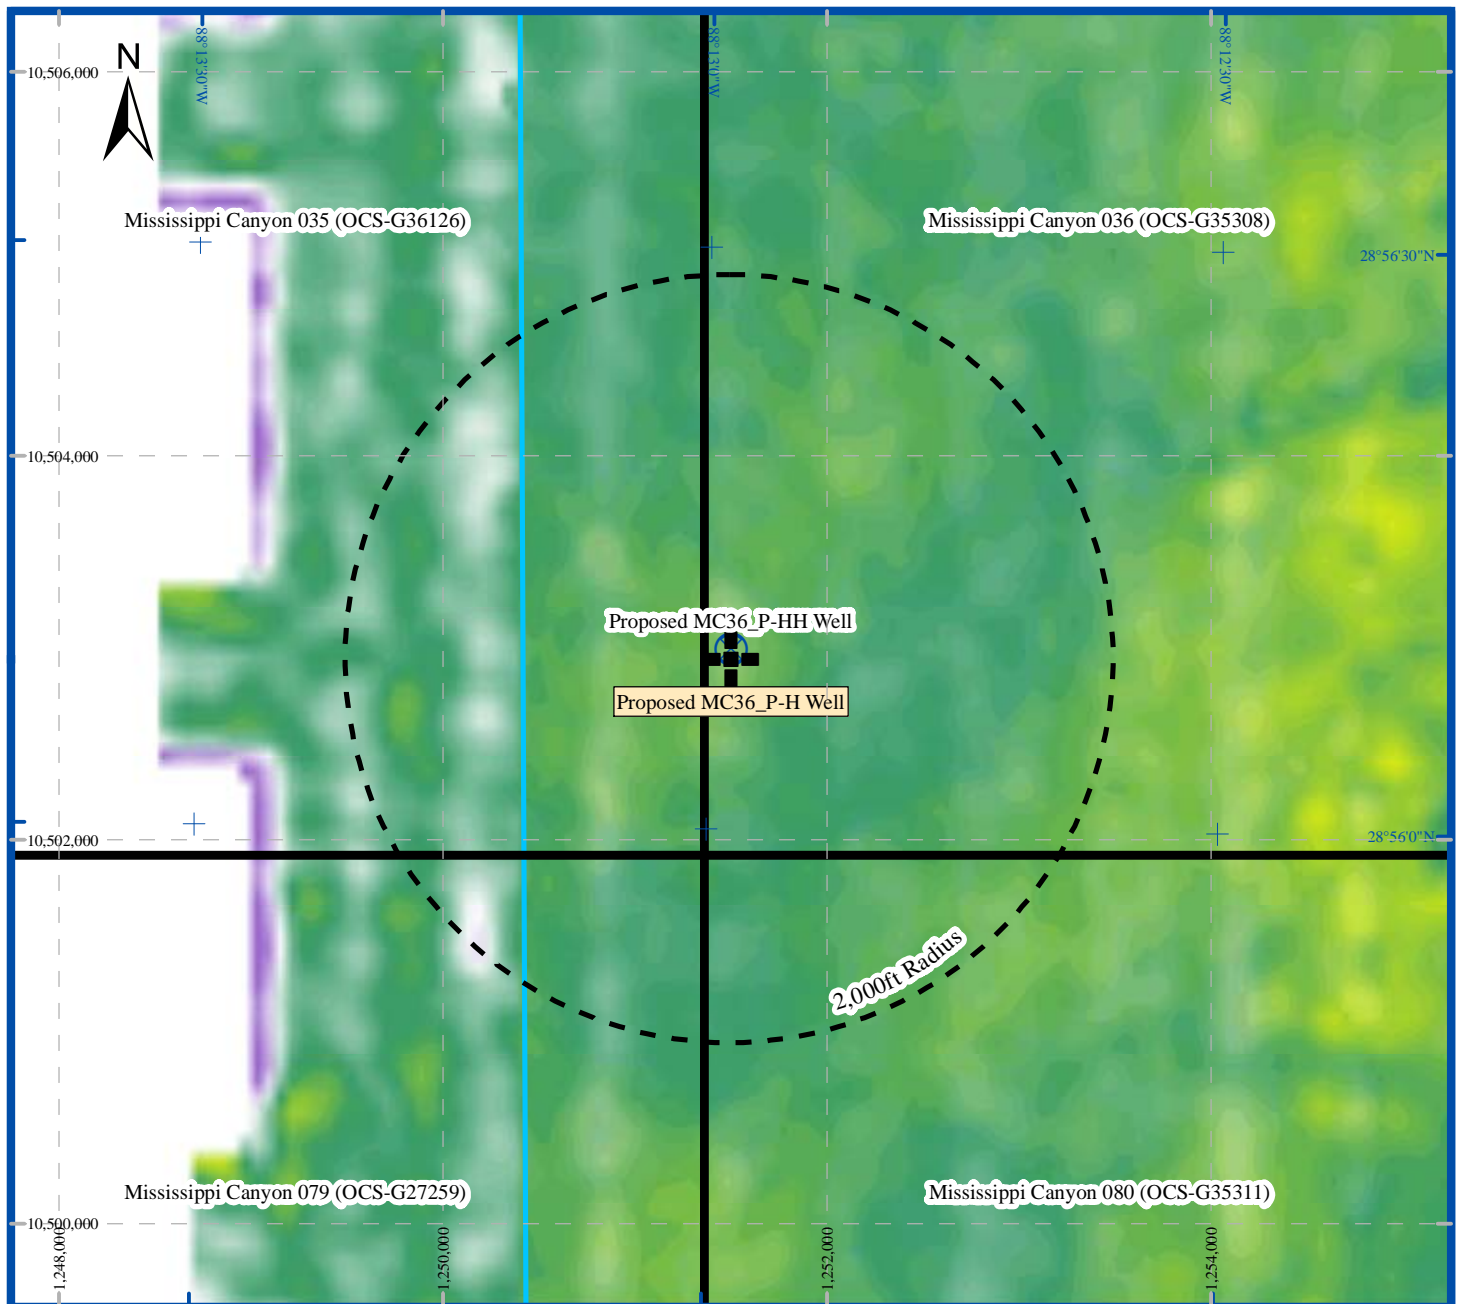 88°13'30"W
88°13'0"W
88°12'30"W
N
10,506,000
Mississippi Canyon 035 (OCS-G36126)
Mississippi Canyon 036 (OCS-G35308)
28°56'30"N
10,504,000
Proposed MC36_P-HH Well
Proposed MC36_P-H Well
10,502,000
28°56'0"N
2,000ft Radius
Mississippi Canyon 079 (OCS-G27259)
Mississippi Canyon 080 (OCS-G35311)
10,500,000
1,248,000
1,250,000
1,252,000
1,254,000